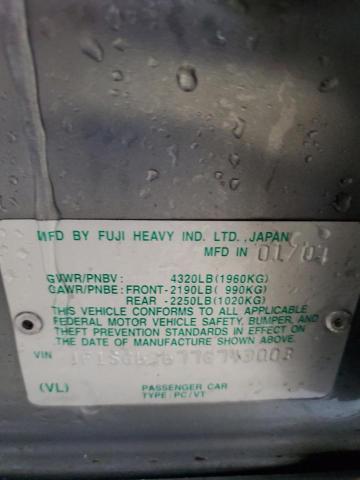 MFD BY FUJI HEAVY IND. LTD., JAPAN
MFD IN 01/04
GVWR/PNBV : 4320LB(1960KG)
GAWR/PNBE: FRONT-2190LB( 990KG)
REAR -2250LB(1020KG)
THIS VEHICLE CONFORMS TO ALL APPLICABLE
FEDERAL MOTOR VEHICLE SAFETY, BUMPER, AND
THEFT PREVENTION STANDARDS IN EFFECT ON
THE DATE OF MANUFACTURE SHOWN ABOVE.
VIN
(VL) PASSENGER CAR
TYPE: PC/VT